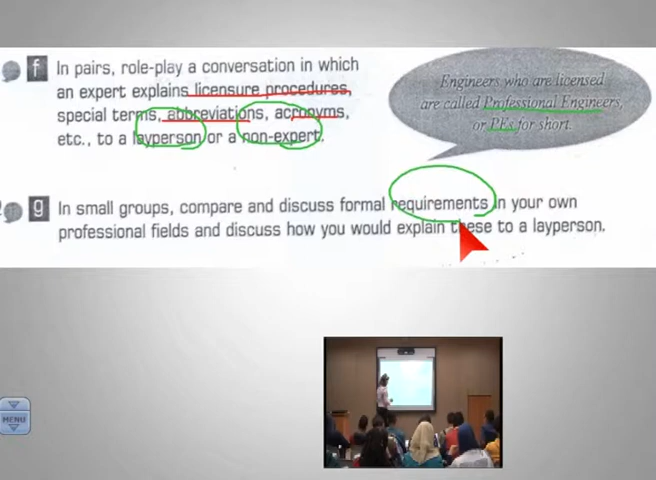 f In pairs, role-play a conversation in which
an expert explains licensure procedures,
special terms, abbreviations, acronyms,
etc., to a layperson or a non-expert.
Engineers who are licensed
are called Professional Engineers,
or PEs for short.
g In small groups, compare and discuss formal requirements in your own
professional fields and discuss how you would explain these to a layperson.
MENU